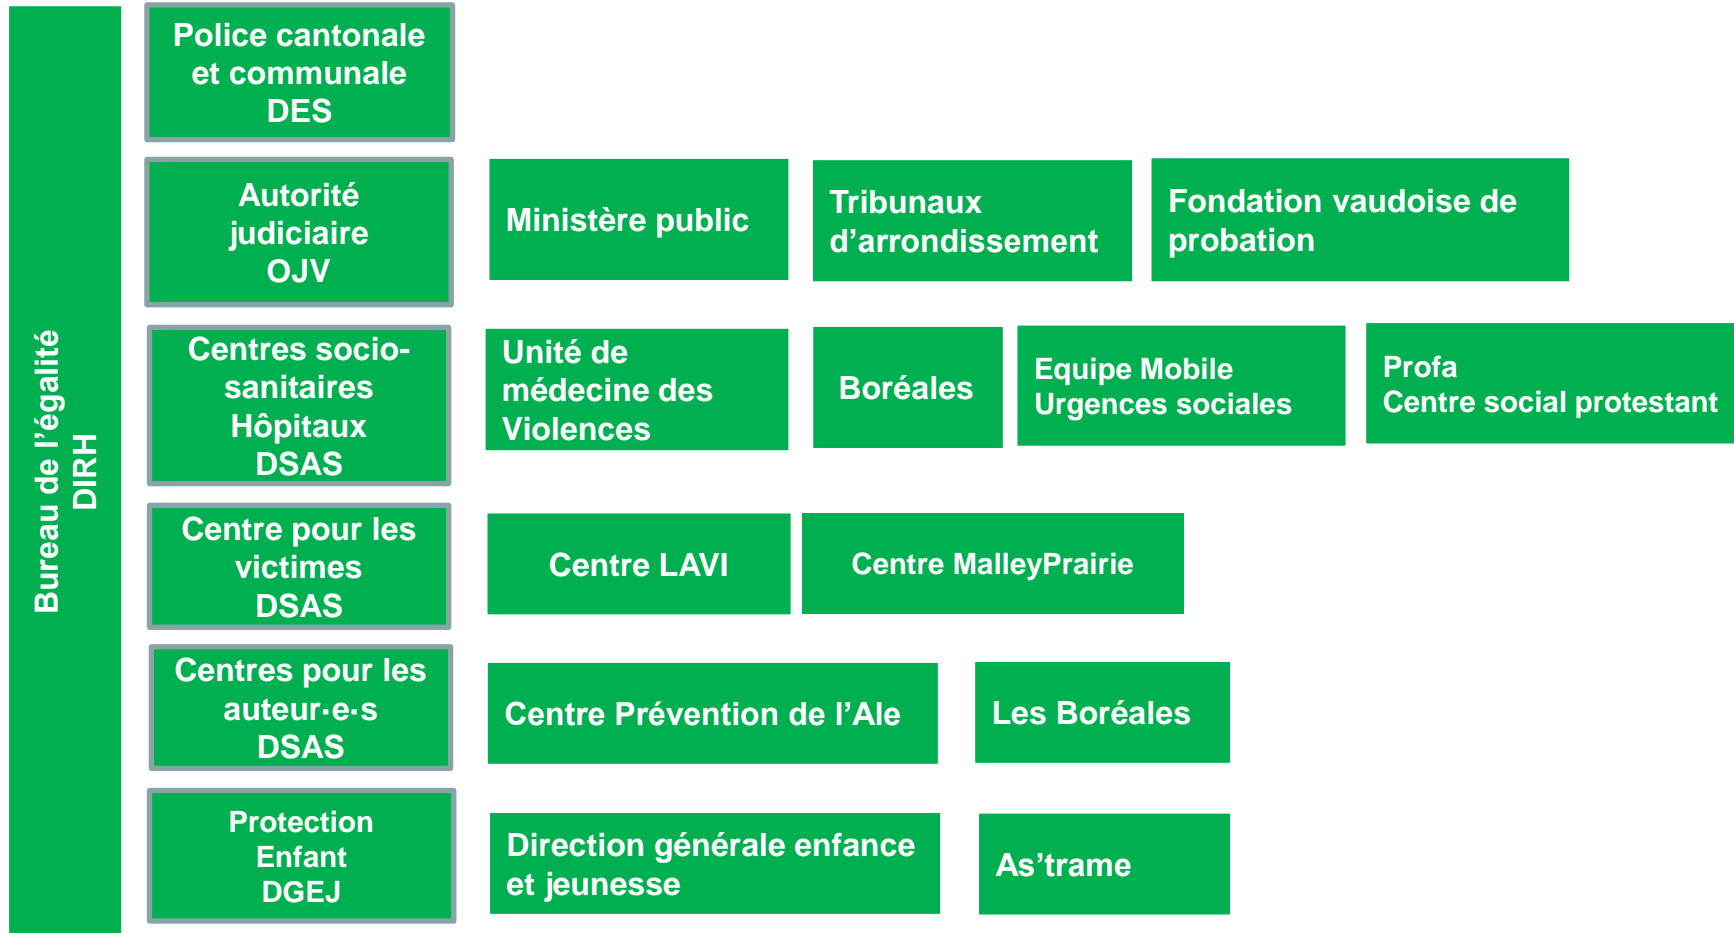 Bureau de l'égalité
DIRH
Police cantonale
et communale
DES
Autorité
judiciaire
OJV
Ministère public
Tribunaux
d'arrondissement
Fondation vaudoise de
probation
Centres socio-
sanitaires
Hôpitaux
DSAS
Unité de
médecine des
Violences
Boréales
Equipe Mobile
Urgences sociales
Profa
Centre social protestant
Centre pour les
victimes
DSAS
Centre LAVI
Centre MalleyPrairie
Centres pour les
auteur·e·s
DSAS
Centre Prévention de l'Ale
Les Boréales
Protection
Enfant
DGEJ
Direction générale enfance
et jeunesse
As'trame